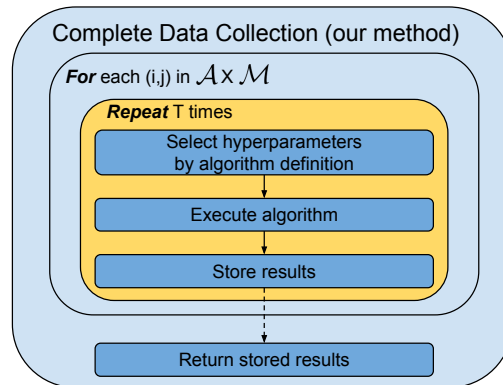 Complete Data Collection (our method)
For each (i,j) in 𝒜 x ℳ
Repeat T times
Select hyperparameters
by algorithm definition
Execute algorithm
Store results
Return stored results